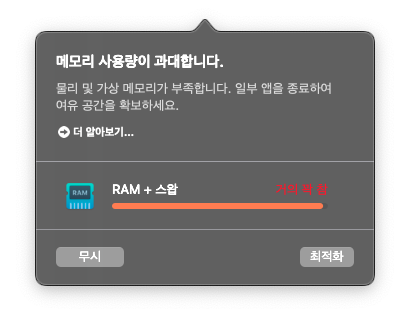 메모리 사용량이 과대합니다.
물리 및 가상 메모리가 부족합니다. 일부 앱을 종료하여
여유 공간을 확보하세요.
더 알아보기...
RAM
RAM + 스왑
거의 꽉 참
무시
최적화